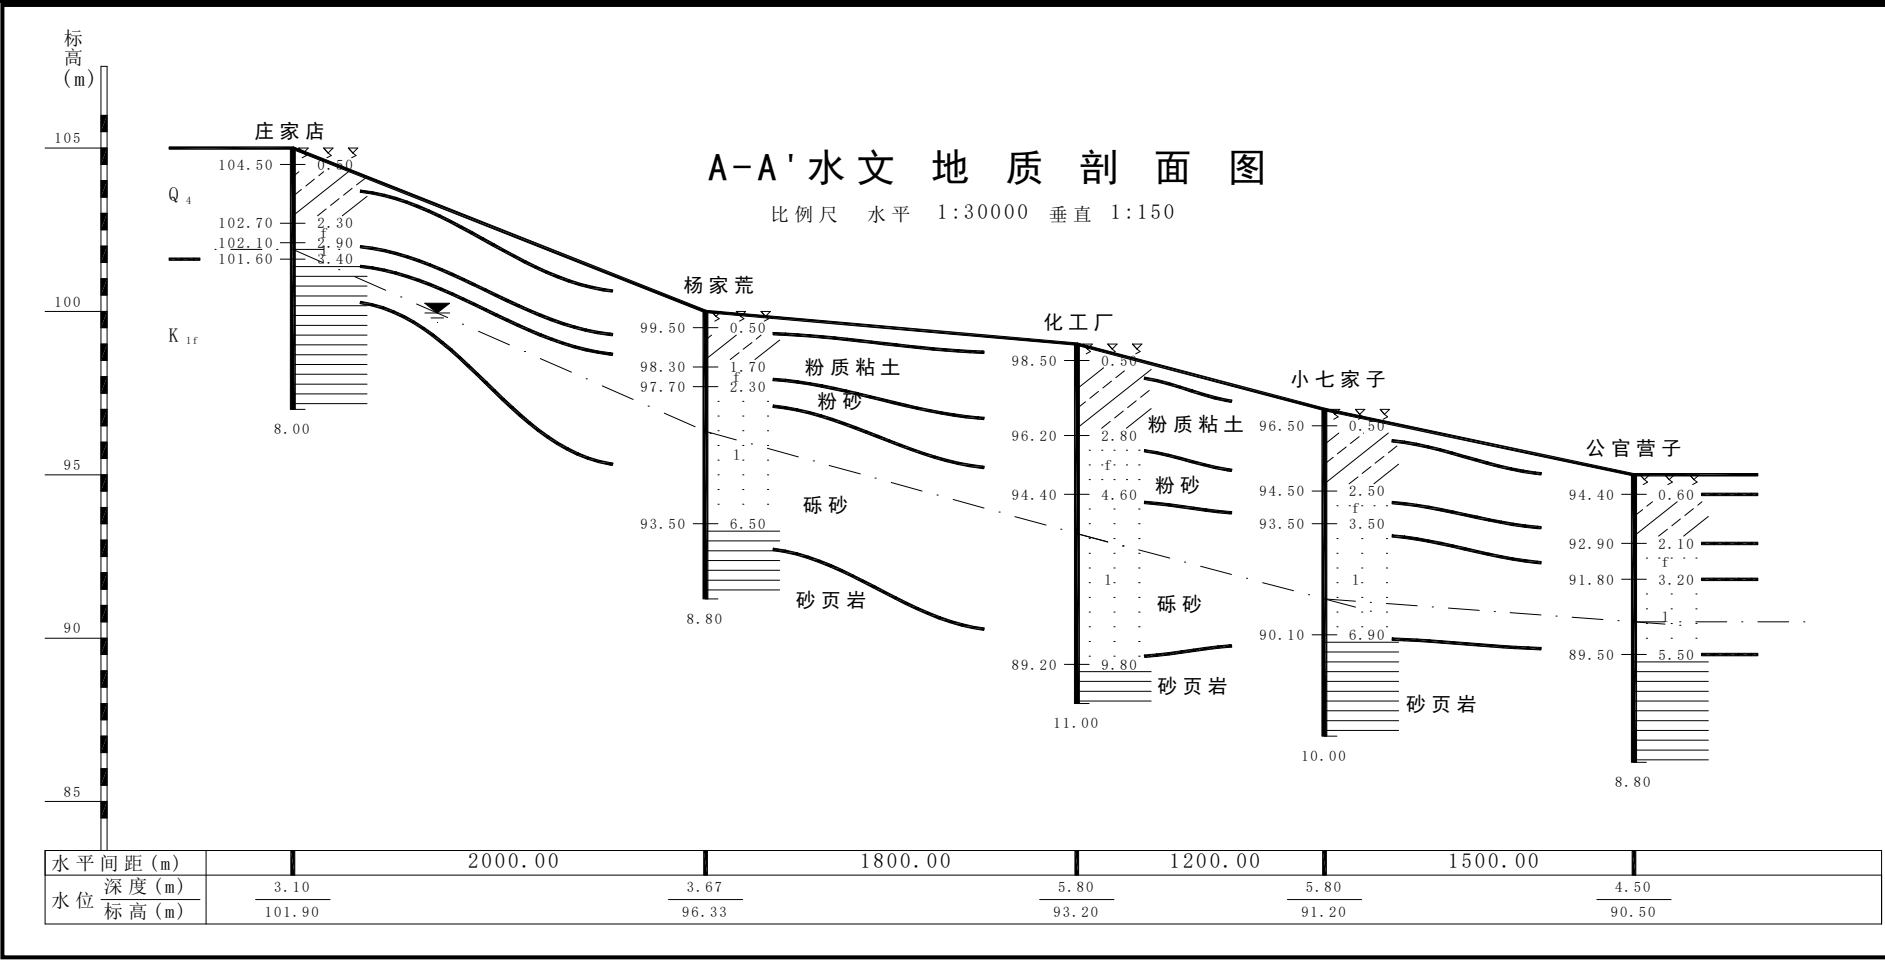 标
高
(m)
105
100
95
90
85
A-A'水文地质剖面图
比例尺 水平 1:30000 垂直 1:150
Q 4
K 1f
庄家店
104.50 0.50
102.70 2.30
f
102.10 2.90
l
101.60 3.40
8.00
杨家荒
99.50 0.50
98.30 1.70
f
97.70 2.30
l
93.50 6.50
8.80
粉质粘土
粉砂
砾砂
砂页岩
化工厂
98.50 0.50
96.20 2.80
f
94.40 4.60
l
89.20 9.80
11.00
粉质粘土
粉砂
砾砂
砂页岩
小七家子
96.50 0.50
94.50 2.50
f
93.50 3.50
l
90.10 6.90
10.00
砂页岩
公官营子
94.40 0.60
92.90 2.10
f
91.80 3.20
l
89.50 5.50
8.80
水平间距(m) 2000.00 1800.00 1200.00 1500.00
水位 深度(m) 3.10 3.67 5.80 5.80 4.50
标高(m) 101.90 96.33 93.20 91.20 90.50